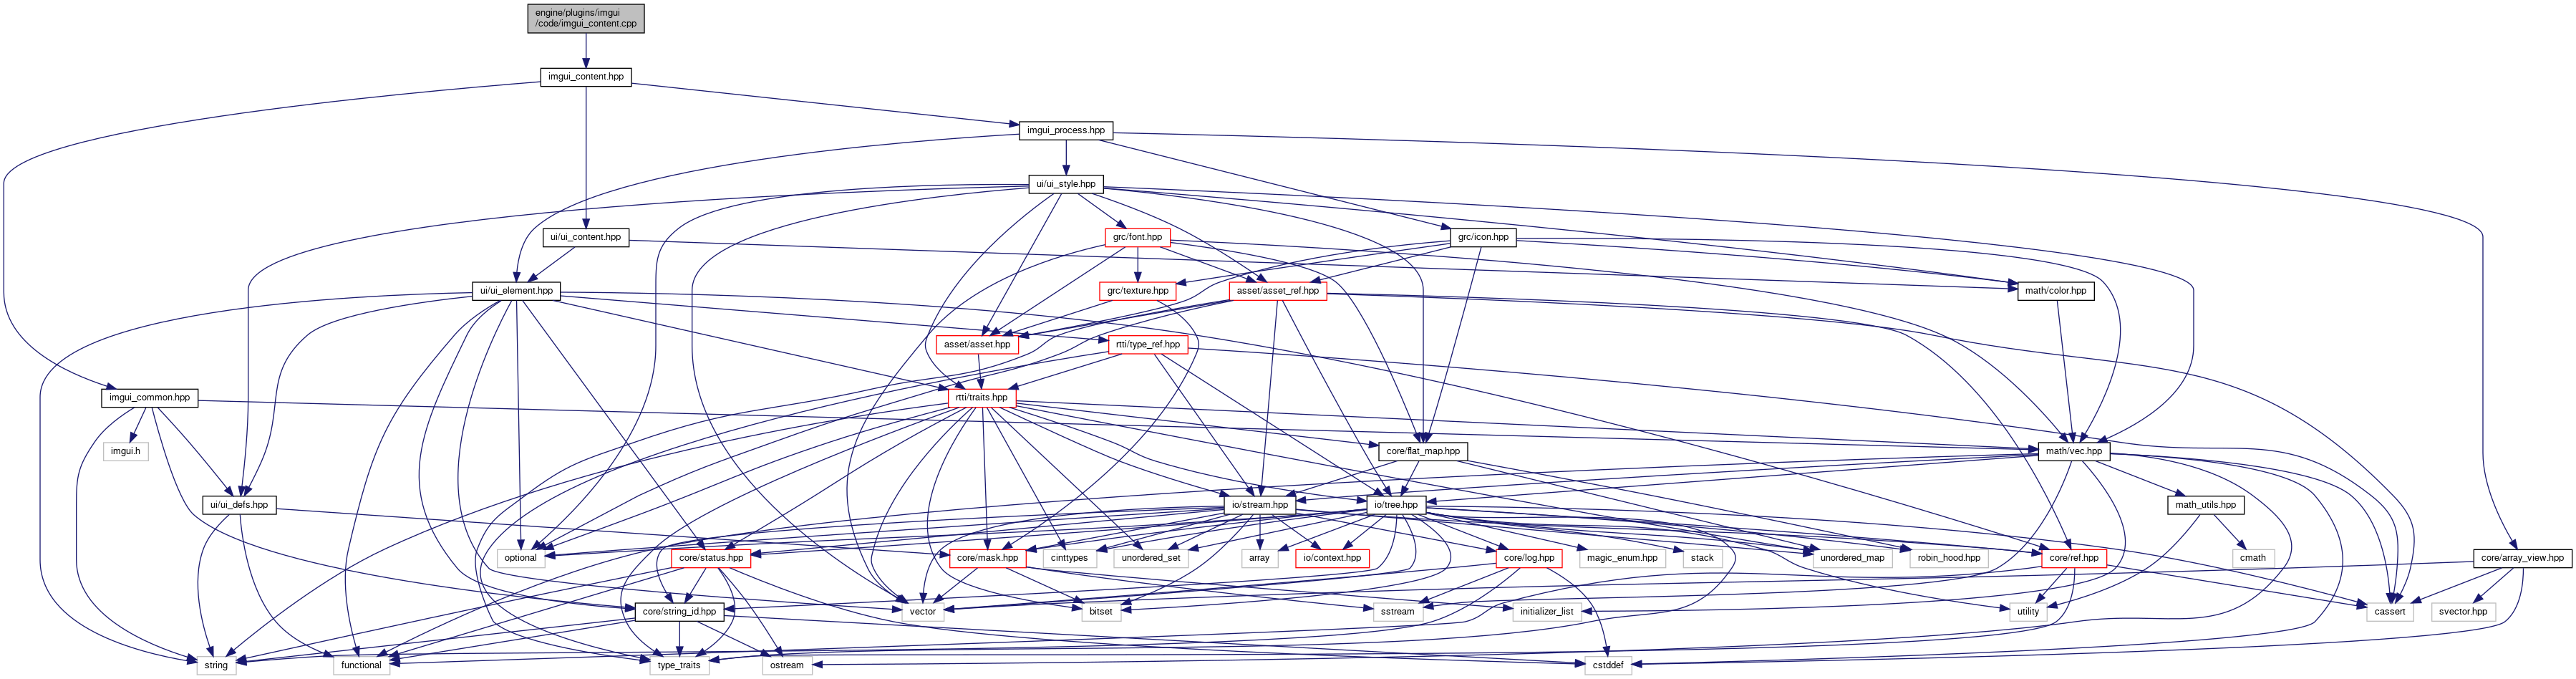 engine/plugins/imgui
/code/imgui_content.cpp
imgui_content.hpp
imgui_process.hpp
ui/ui_style.hpp
ui/ui_content.hpp
grc/font.hpp
grc/icon.hpp
ui/ui_element.hpp
grc/texture.hpp
asset/asset_ref.hpp
math/color.hpp
asset/asset.hpp
rtti/type_ref.hpp
imgui_common.hpp
rtti/traits.hpp
imgui.h
core/flat_map.hpp
math/vec.hpp
ui/ui_defs.hpp
io/stream.hpp
io/tree.hpp
math_utils.hpp
optional
core/status.hpp
core/mask.hpp
cinttypes
unordered_set
array
io/context.hpp
core/log.hpp
magic_enum.hpp
stack
unordered_map
robin_hood.hpp
core/ref.hpp
cmath
core/array_view.hpp
core/string_id.hpp
vector
bitset
sstream
initializer_list
utility
cassert
svector.hpp
string
functional
type_traits
ostream
cstddef